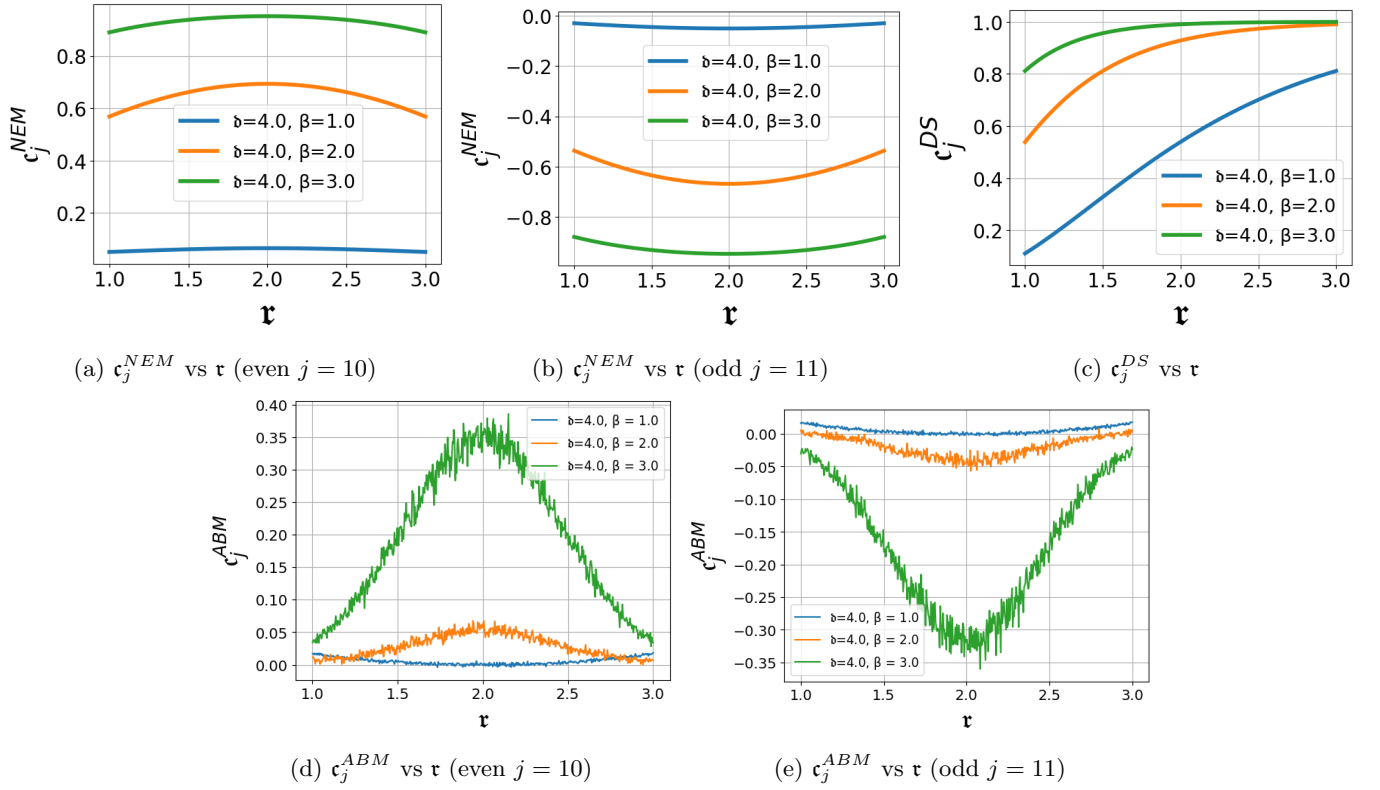 0.8
0.6
0.4
0.2
1.0
1.5
2.0
2.5
3.0
𝔠_j^{NEM}
𝔯
𝔡=4.0, β=1.0
𝔡=4.0, β=2.0
𝔡=4.0, β=3.0
(a) 𝔠_j^{NEM} vs 𝔯 (even j = 10)
0.0
−0.2
−0.4
−0.6
−0.8
1.0
1.5
2.0
2.5
3.0
𝔠_j^{NEM}
𝔯
𝔡=4.0, β=1.0
𝔡=4.0, β=2.0
𝔡=4.0, β=3.0
(b) 𝔠_j^{NEM} vs 𝔯 (odd j = 11)
1.0
0.8
0.6
0.4
0.2
1.0
1.5
2.0
2.5
3.0
𝔠_j^{DS}
𝔯
𝔡=4.0, β=1.0
𝔡=4.0, β=2.0
𝔡=4.0, β=3.0
(c) 𝔠_j^{DS} vs 𝔯
0.40
0.35
0.30
0.25
0.20
0.15
0.10
0.05
0.00
1.0
1.5
2.0
2.5
3.0
𝔠_j^{ABM}
𝔯
𝔡=4.0, β = 1.0
𝔡=4.0, β = 2.0
𝔡=4.0, β = 3.0
(d) 𝔠_j^{ABM} vs 𝔯 (even j = 10)
0.00
−0.05
−0.10
−0.15
−0.20
−0.25
−0.30
−0.35
1.0
1.5
2.0
2.5
3.0
𝔠_j^{ABM}
𝔯
𝔡=4.0, β = 1.0
𝔡=4.0, β = 2.0
𝔡=4.0, β = 3.0
(e) 𝔠_j^{ABM} vs 𝔯 (odd j = 11)